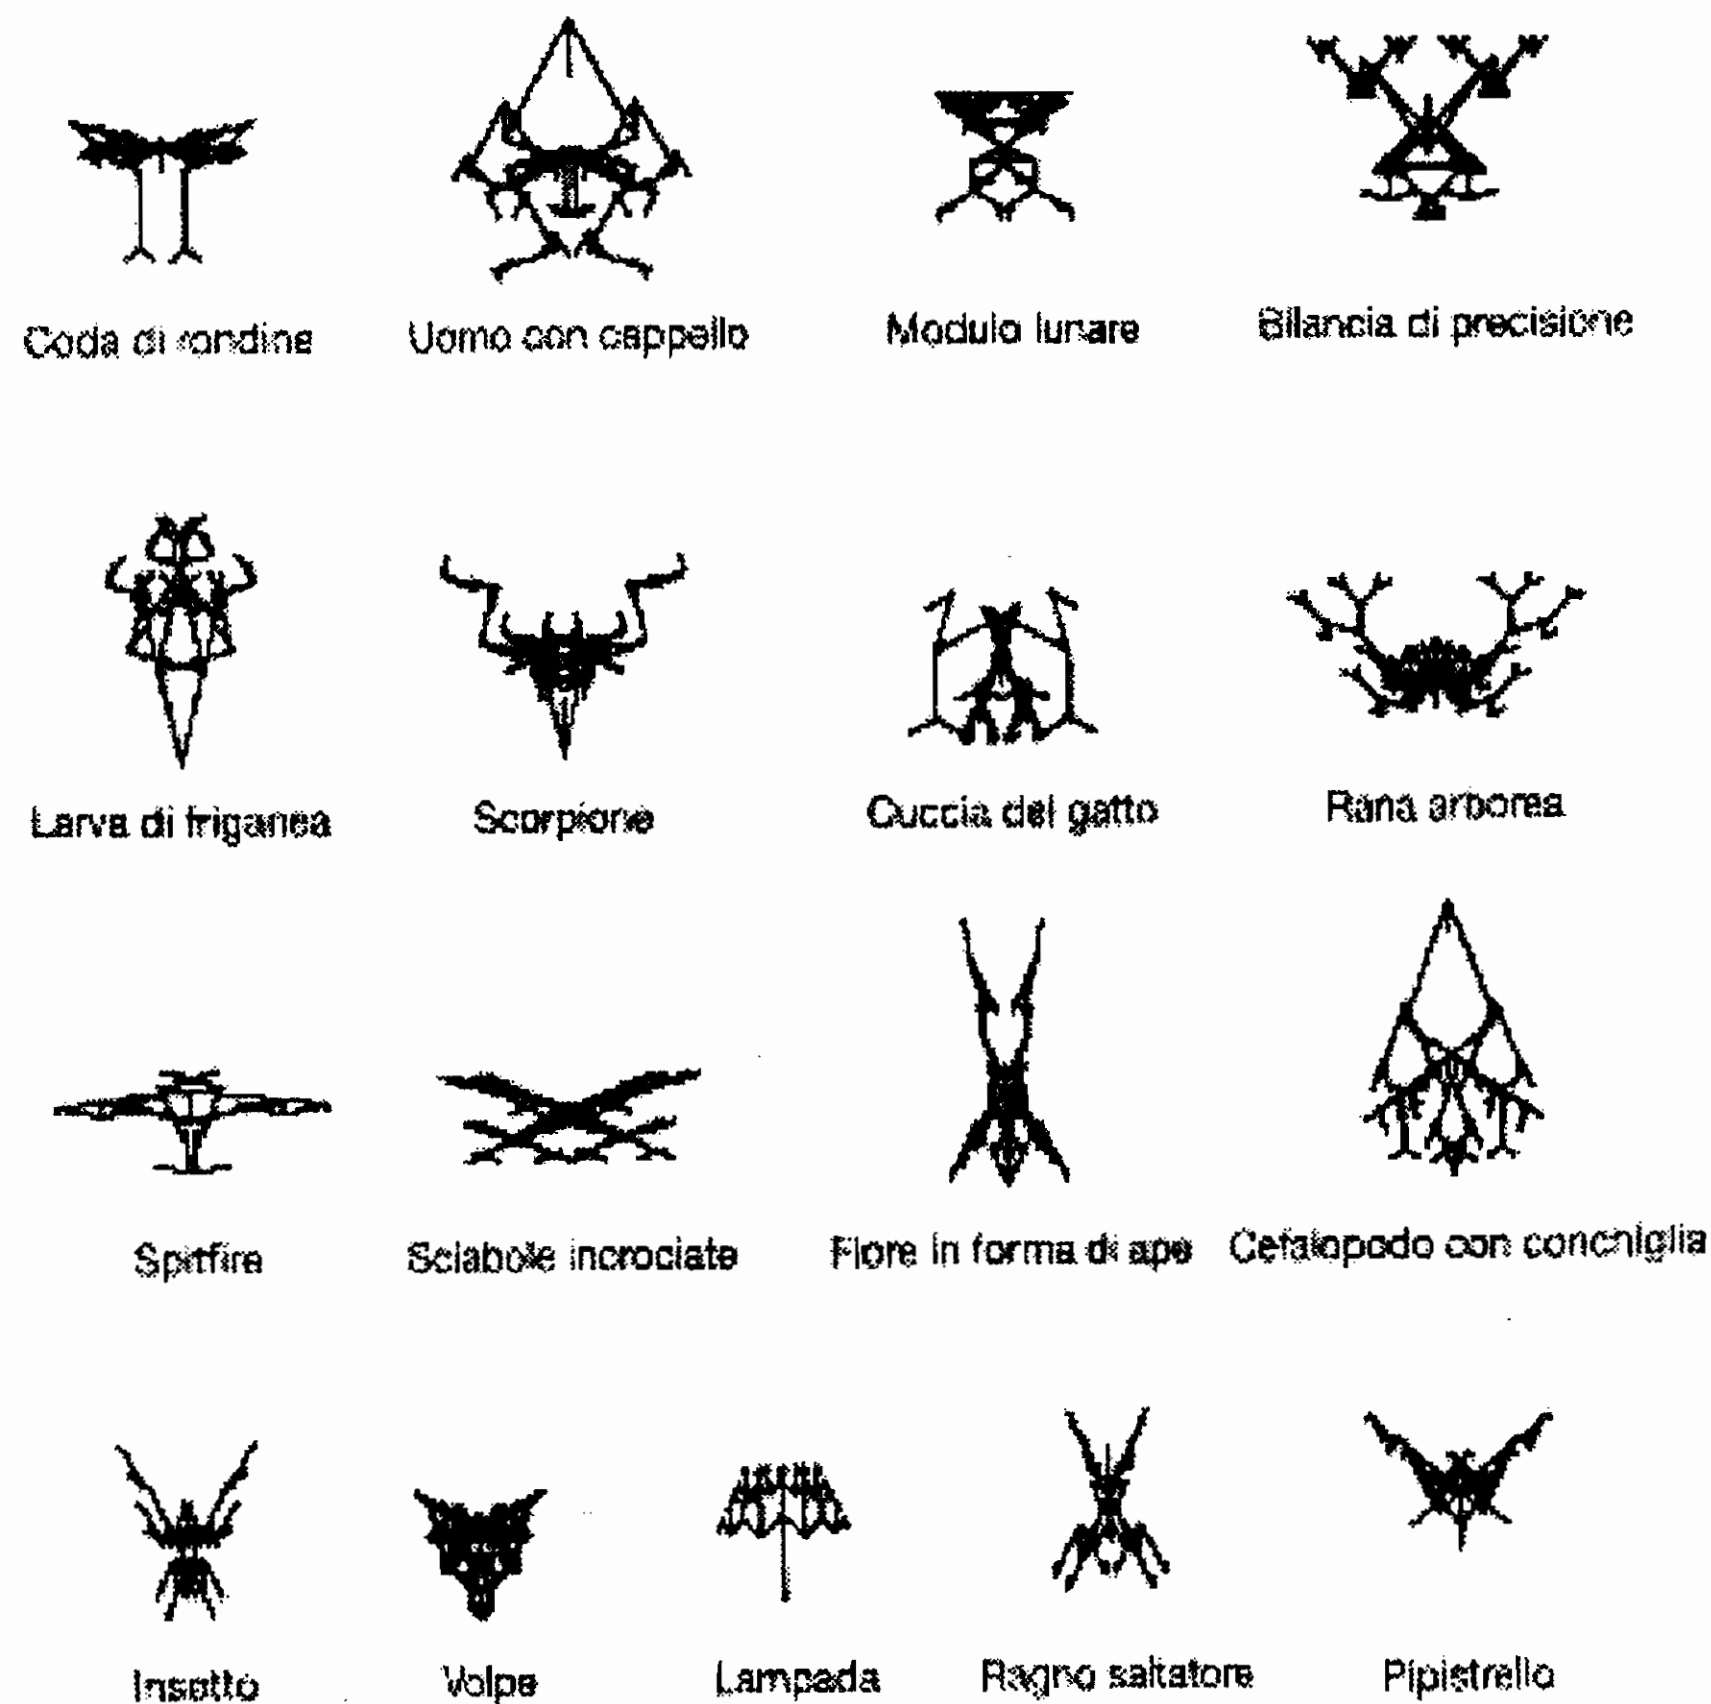 Coda di rondine
Uomo con cappello
Modulo lunare
Bilancia di precisione
Larva di friganea
Scorpione
Cuccia del gatto
Rana arborea
Spitfire
Sciabole incrociate
Fiore in forma di ape
Cefalopodo con conchiglia
Insetto
Volpe
Lampada
Ragno saltatore
Pipistrello